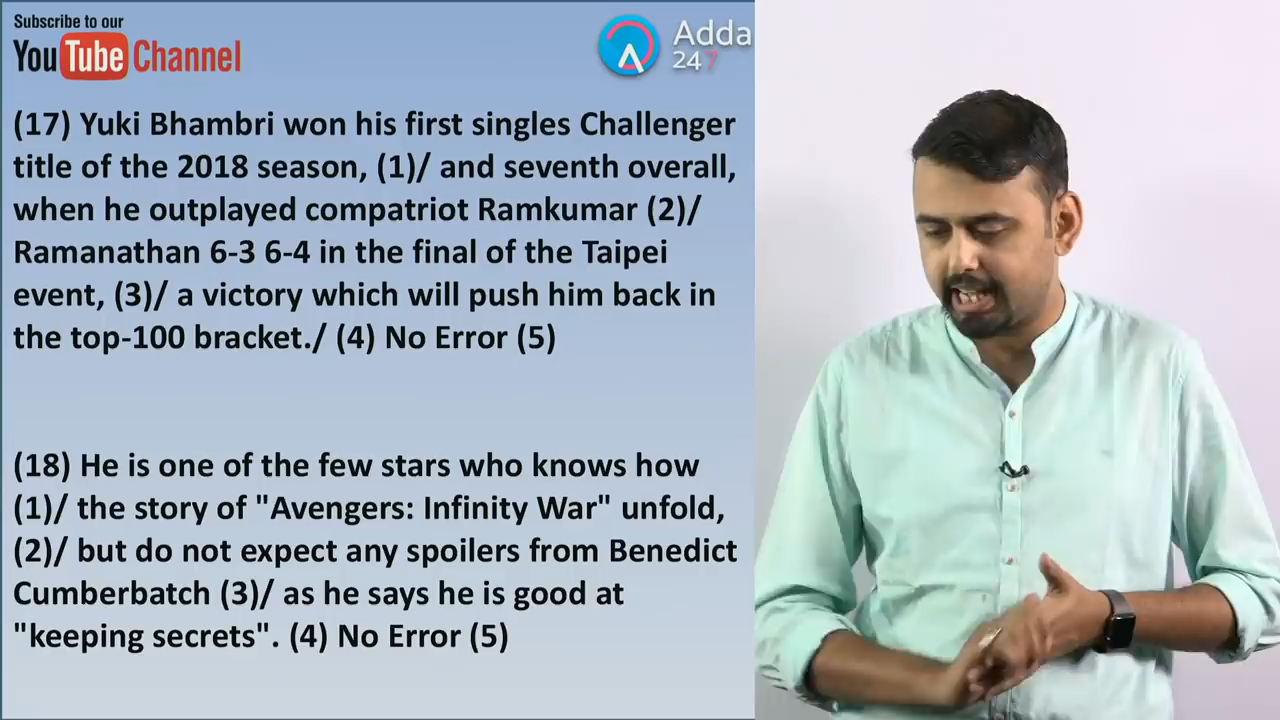 Subscribe to our
YouTube Channel
Adda
247
(17) Yuki Bhambri won his first singles Challenger
title of the 2018 season, (1)/ and seventh overall,
when he outplayed compatriot Ramkumar (2)/
Ramanathan 6-3 6-4 in the final of the Taipei
event, (3)/ a victory which will push him back in
the top-100 bracket./ (4) No Error (5)
(18) He is one of the few stars who knows how
(1)/ the story of "Avengers: Infinity War" unfold,
(2)/ but do not expect any spoilers from Benedict
Cumberbatch (3)/ as he says he is good at
"keeping secrets". (4) No Error (5)